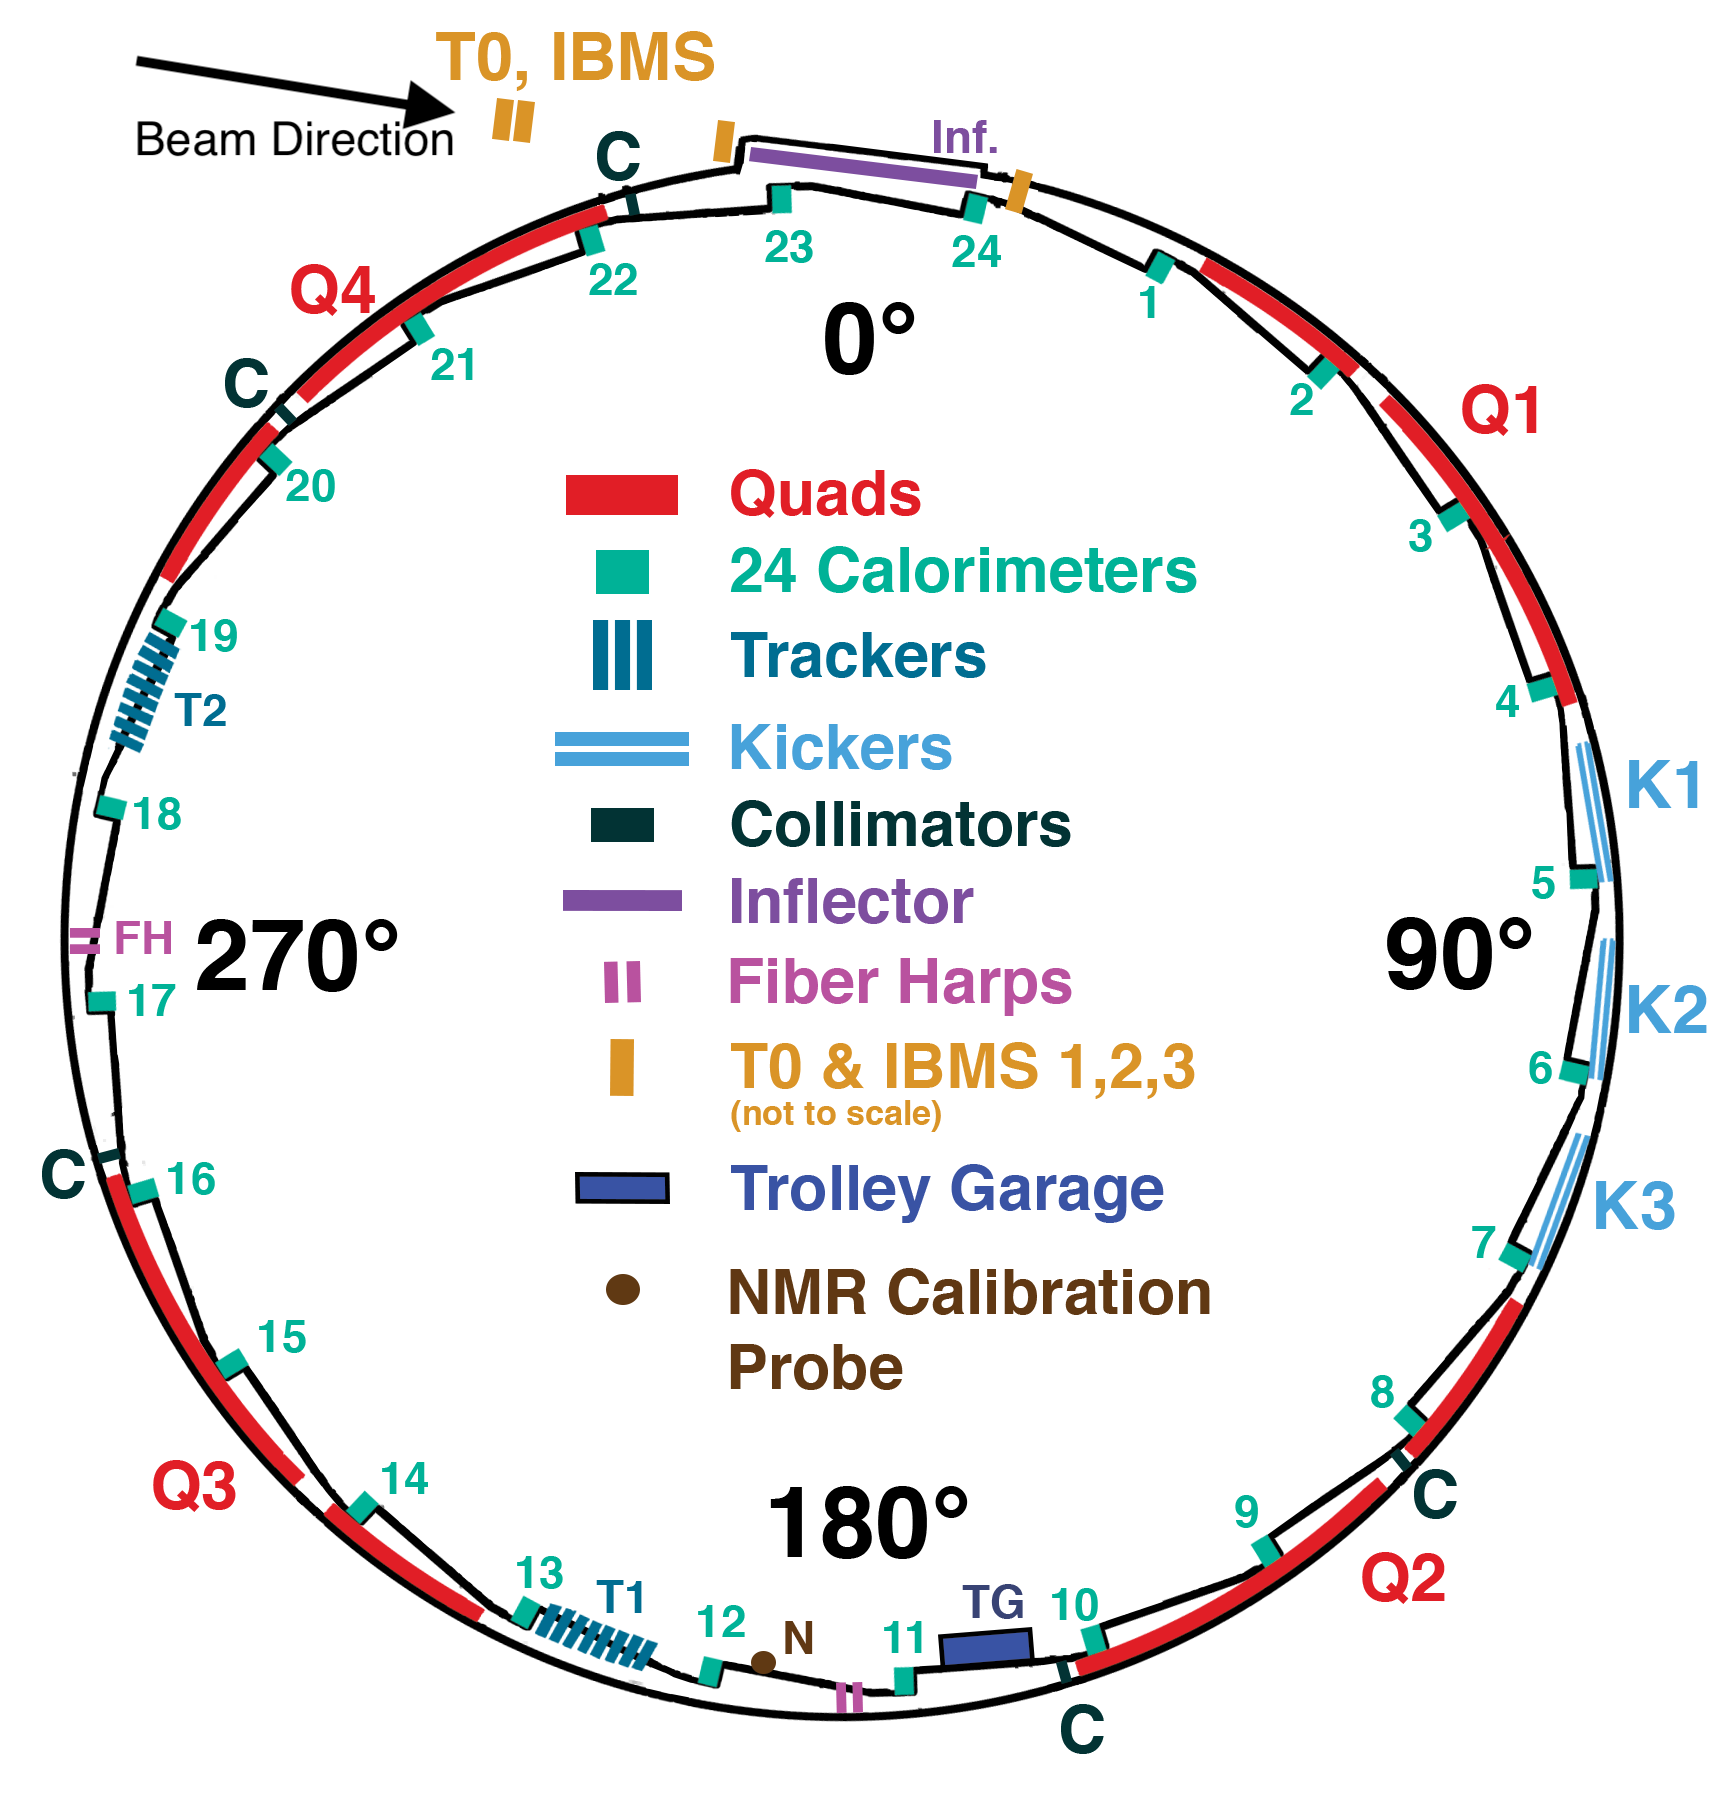 T0, IBMS
Beam Direction
C
Inf.
23
24
22
Q4
1
0°
21
C
2
Q1
20
3
Quads
24 Calorimeters
19
Trackers
T2
4
Kickers
K1
18
Collimators
5
Inflector
FH
270°
90°
17
Fiber Harps
K2
T0 & IBMS 1,2,3
(not to scale)
6
C
16
Trolley Garage
K3
7
NMR Calibration
Probe
15
8
14
Q3
C
180°
9
13
T1
TG
10
Q2
12
N
11
C